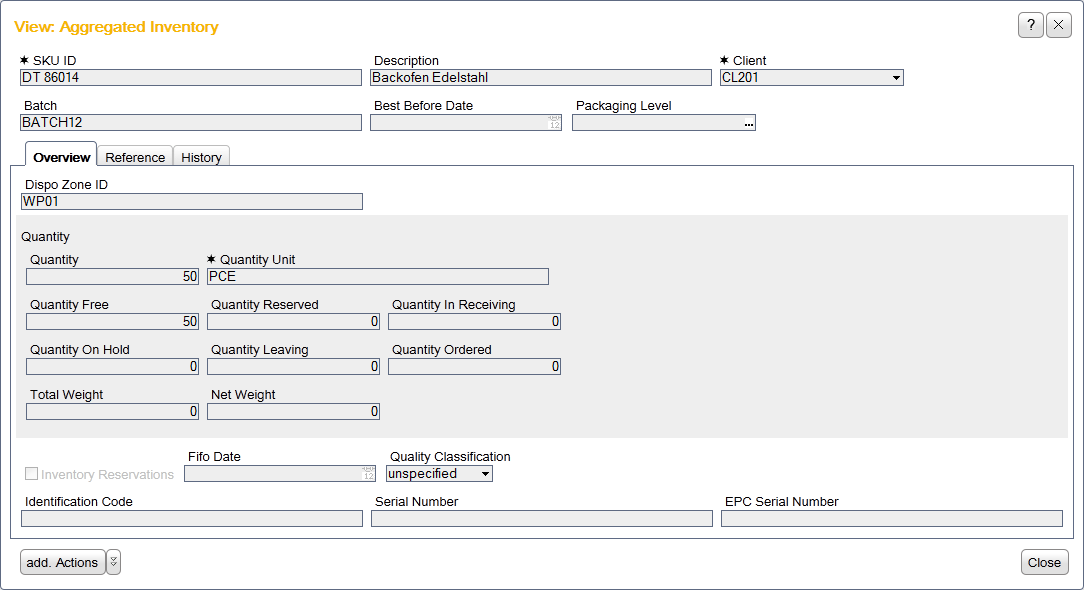 View: Aggregated Inventory
?
✶ SKU ID Description ✶ Client
DT 86014 Backofen Edelstahl CL201
Batch Best Before Date Packaging Level
BATCH12 12 ...
Overview Reference History
Dispo Zone ID
WP01
Quantity
Quantity ✶ Quantity Unit
50 PCE
Quantity Free Quantity Reserved Quantity In Receiving
50 0 0
Quantity On Hold Quantity Leaving Quantity Ordered
0 0 0
Total Weight Net Weight
0 0
Fifo Date Quality Classification
Inventory Reservations 12 unspecified
Identification Code Serial Number EPC Serial Number
add. Actions Close